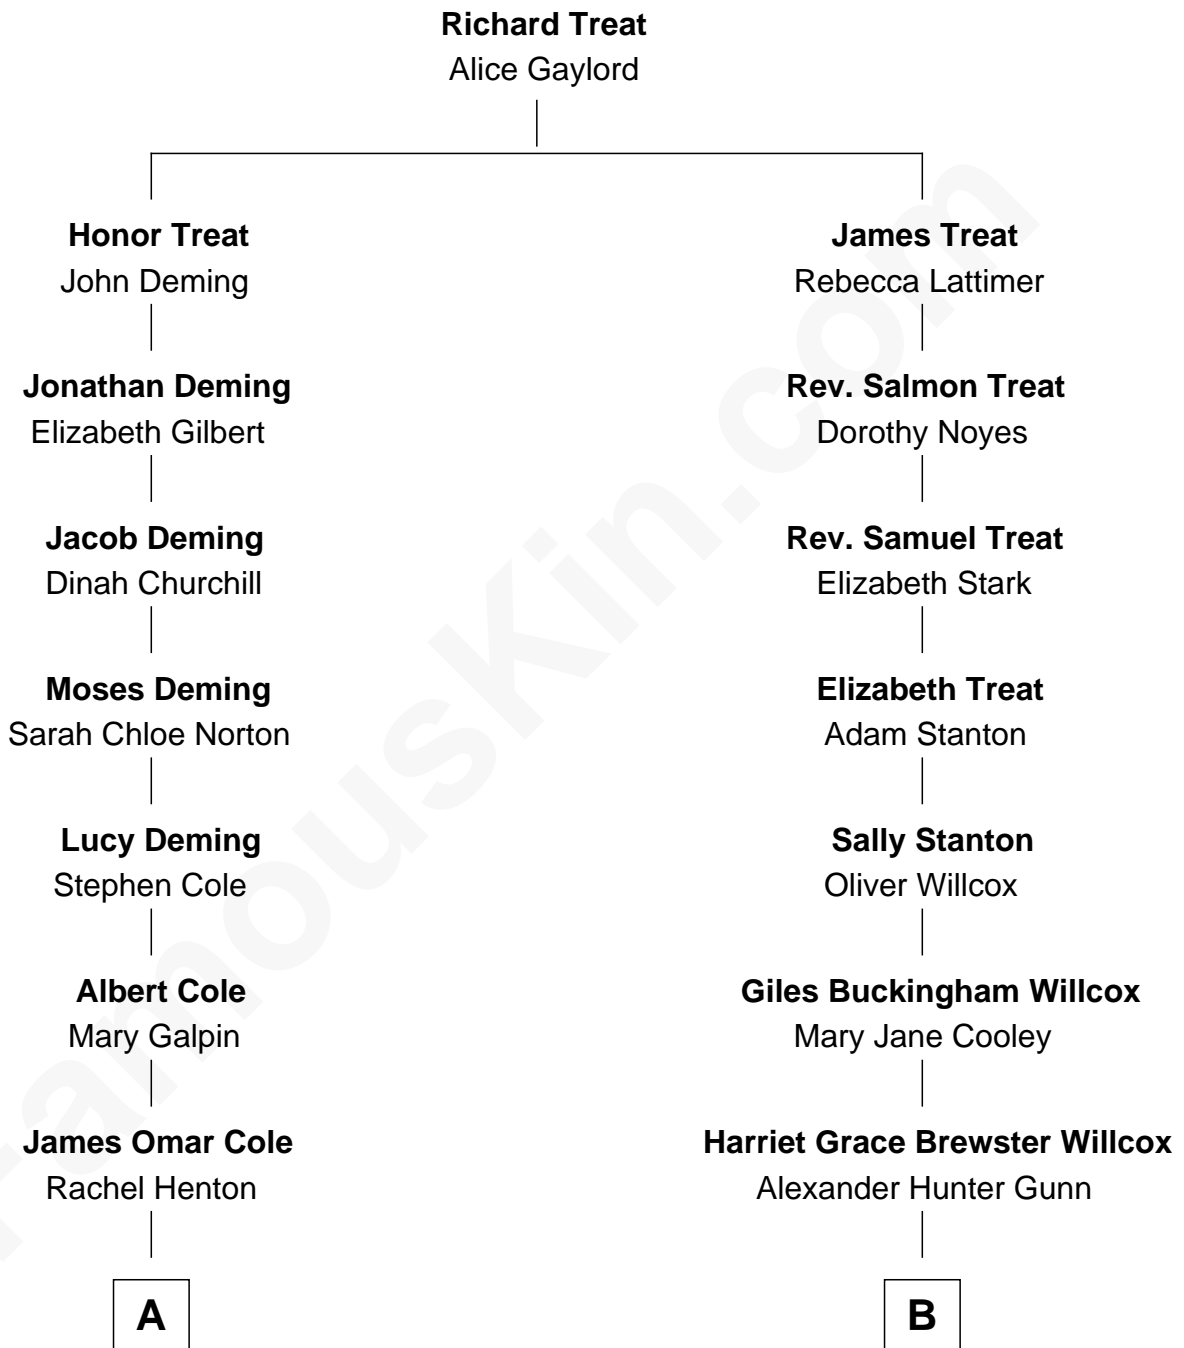 Richard Treat
Alice Gaylord
Honor Treat
John Deming
James Treat
Rebecca Lattimer
Jonathan Deming
Elizabeth Gilbert
Rev. Salmon Treat
Dorothy Noyes
Jacob Deming
Dinah Churchill
Rev. Samuel Treat
Elizabeth Stark
Moses Deming
Sarah Chloe Norton
Elizabeth Treat
Adam Stanton
Lucy Deming
Stephen Cole
Sally Stanton
Oliver Willcox
Albert Cole
Mary Galpin
Giles Buckingham Willcox
Mary Jane Cooley
James Omar Cole
Rachel Henton
Harriet Grace Brewster Willcox
Alexander Hunter Gunn
A
B
FamousKin.com